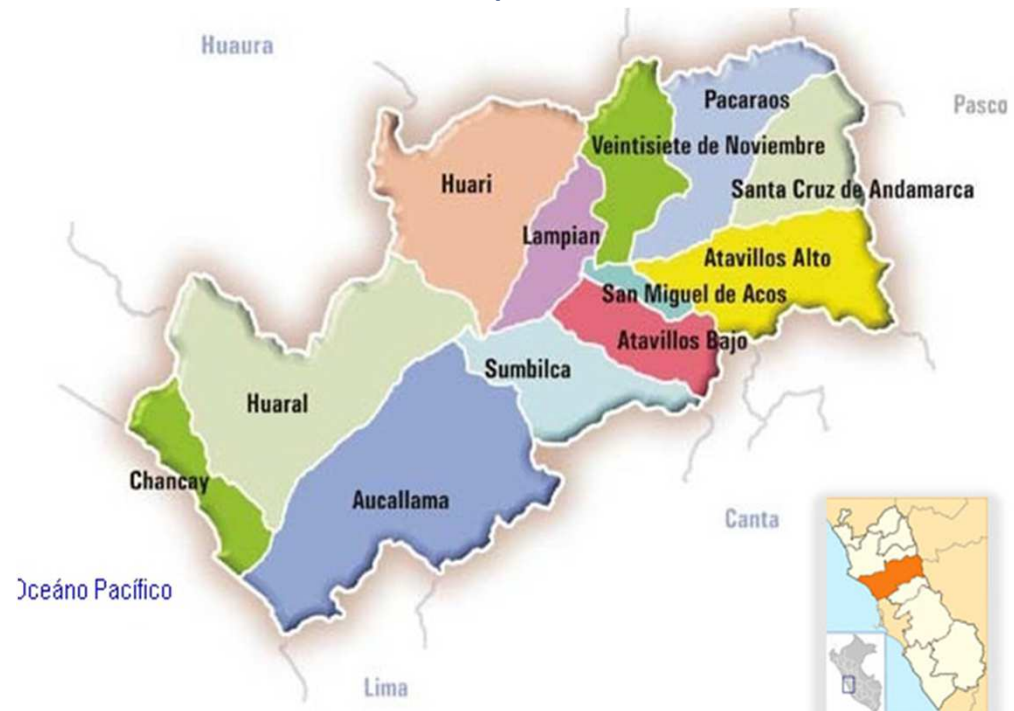 Huaura
Pacaraos
Pasco
Veintisiete de Noviembre
Huari
Santa Cruz de Andamarca
Lampian
Atavillos Alto
San Miguel de Acos
Atavillos Bajo
Sumbilca
Huaral
Chancay
Aucallama
Canta
Oceáno Pacífico
Lima